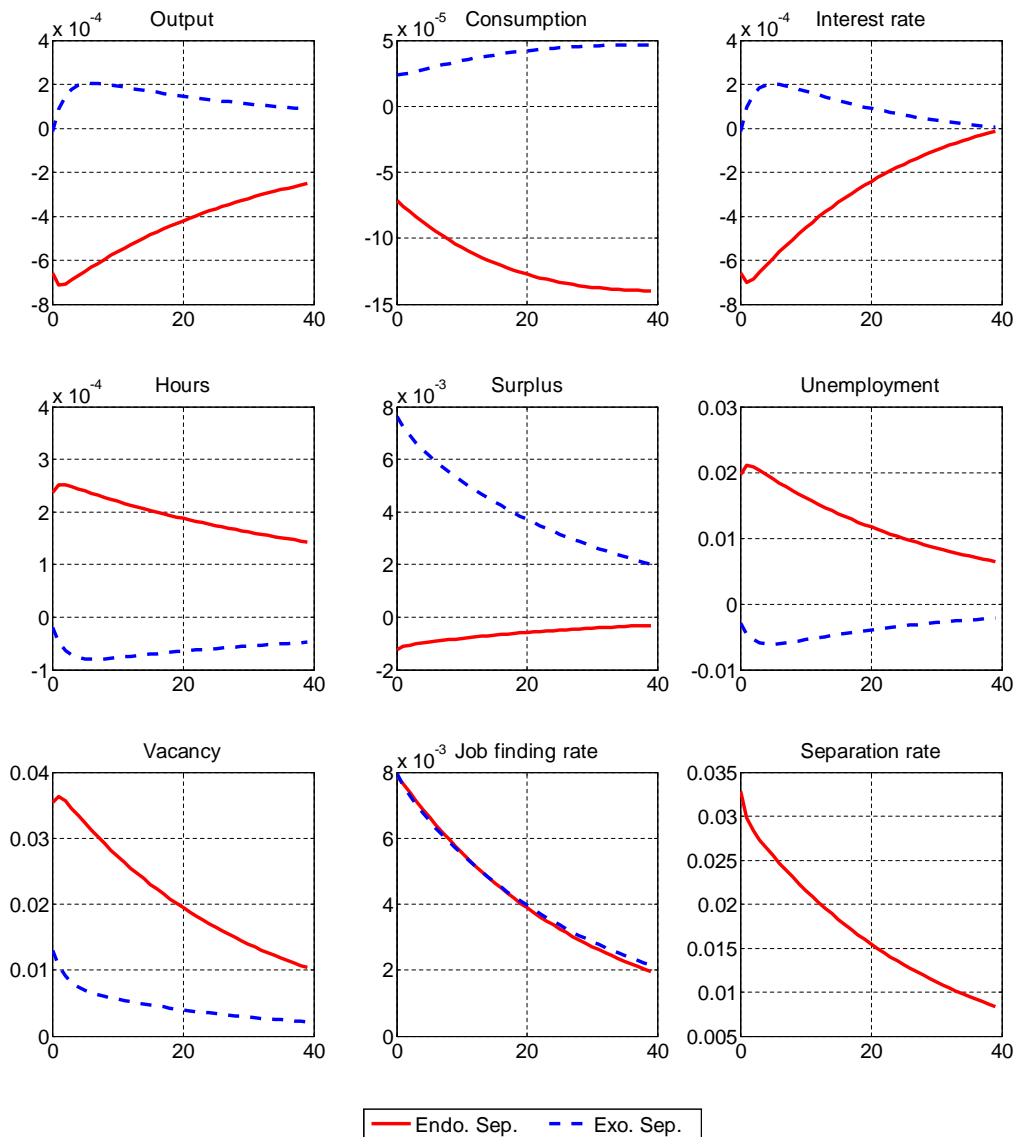 Output
x 10⁻⁴
4
2
0
-2
-4
-6
-8
0 20 40
Consumption
x 10⁻⁵
5
0
-5
-10
-15
0 20 40
Interest rate
x 10⁻⁴
4
2
0
-2
-4
-6
-8
0 20 40
Hours
x 10⁻⁴
4
3
2
1
0
-1
0 20 40
Surplus
x 10⁻³
8
6
4
2
0
-2
0 20 40
Unemployment
0.03
0.02
0.01
0
-0.01
0 20 40
Vacancy
0.04
0.03
0.02
0.01
0
0 20 40
Job finding rate
x 10⁻³
8
6
4
2
0
0 20 40
Separation rate
0.035
0.03
0.025
0.02
0.015
0.01
0.005
0 20 40
Endo. Sep. Exo. Sep.